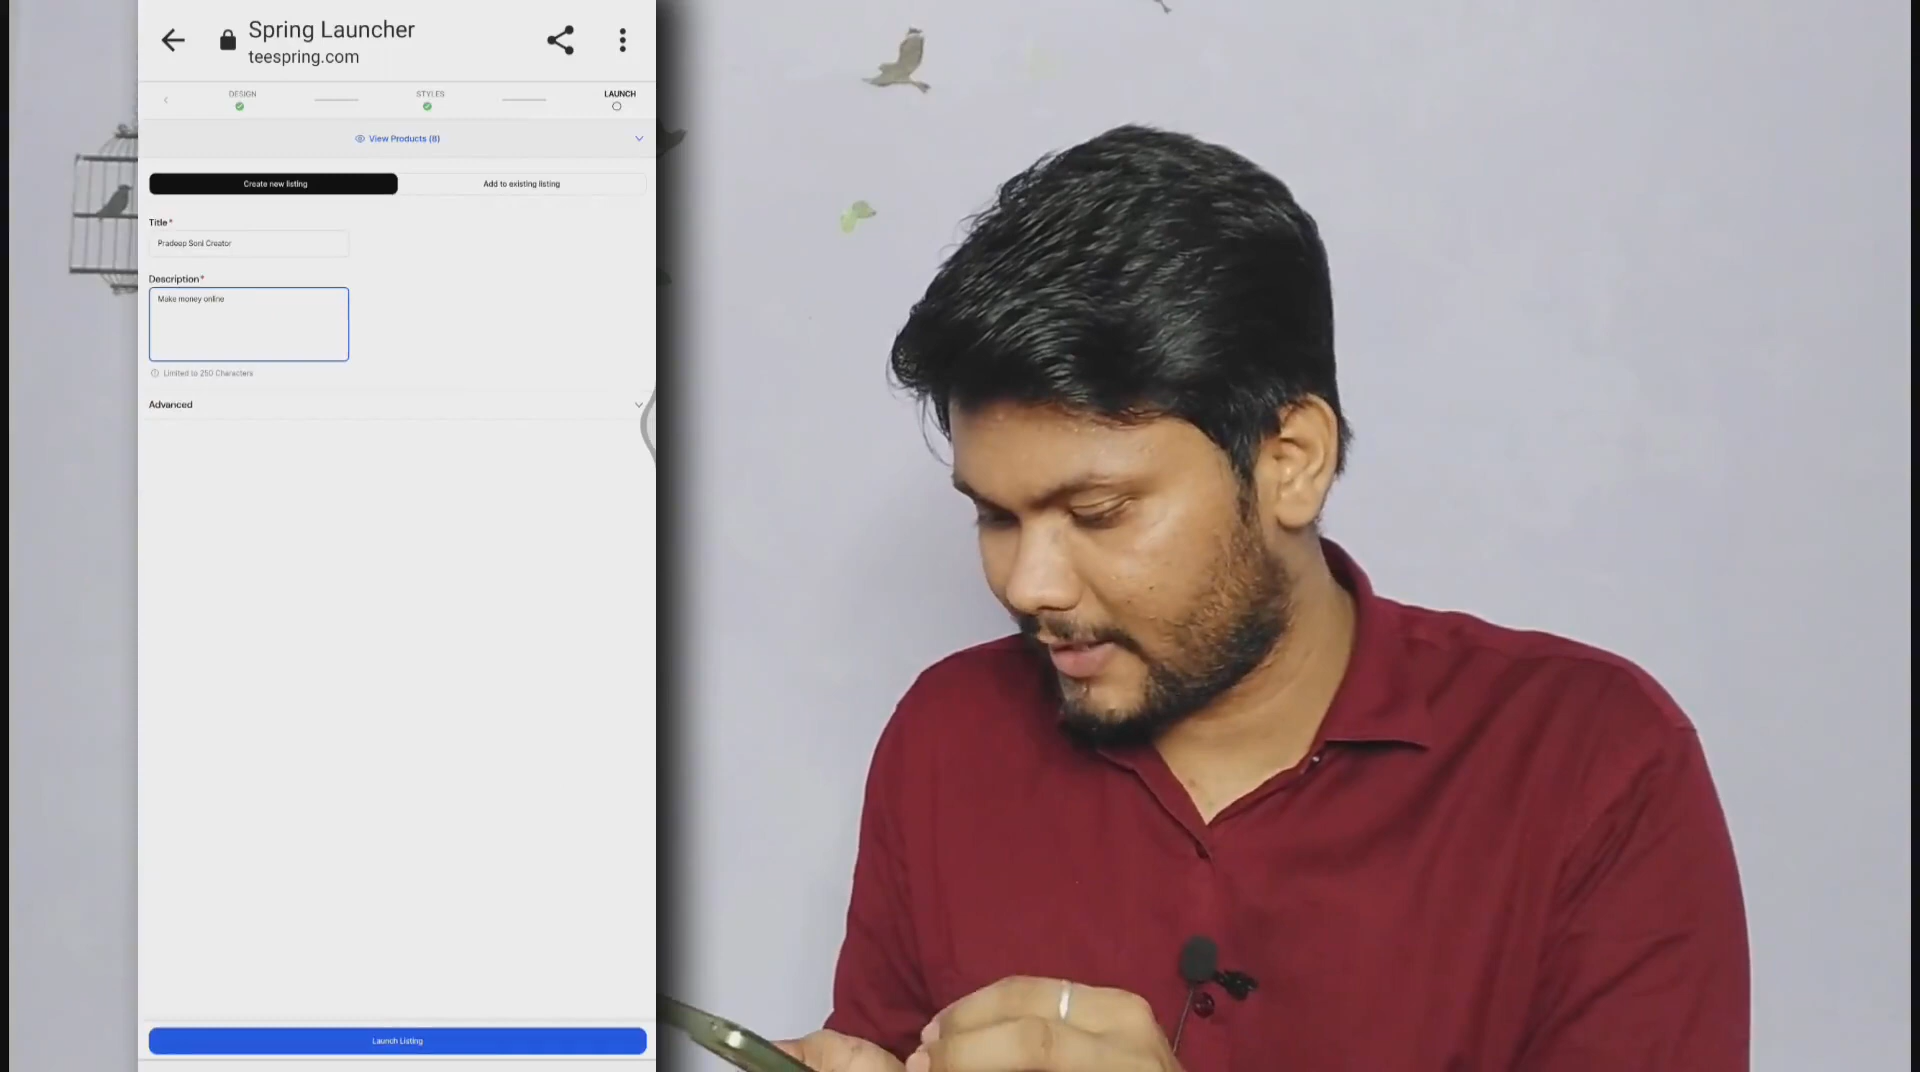 Spring Launcher
teespring.com
DESIGN STYLES LAUNCH
View Products (8)
Create new listing Add to existing listing
Title*
Pradeep Soni Creator
Description*
Make money online
Limited to 250 Characters
Advanced
Launch Listing